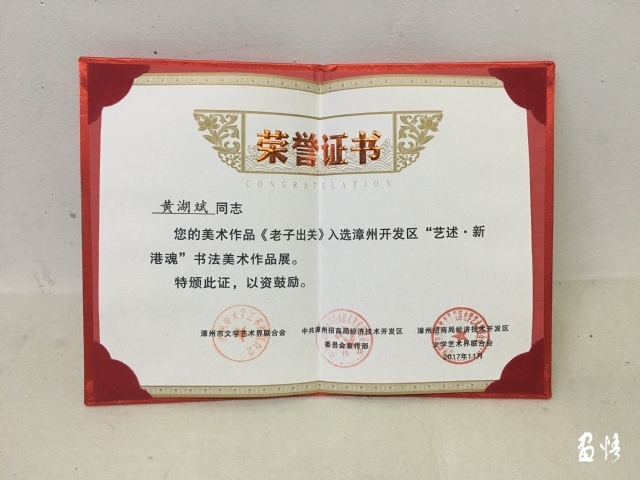 荣誉证书
CONGRATULATION
黄湖斌 同志
您的美术作品《老子出关》入选漳州开发区“艺述·新
港魂”书法美术作品展。
特颁此证，以资鼓励。
漳州市文学艺术界联合会
中共漳州招商局经济技术开发区
委员会宣传部
漳州招商局经济技术开发区
文学艺术界联合会
2017年11月